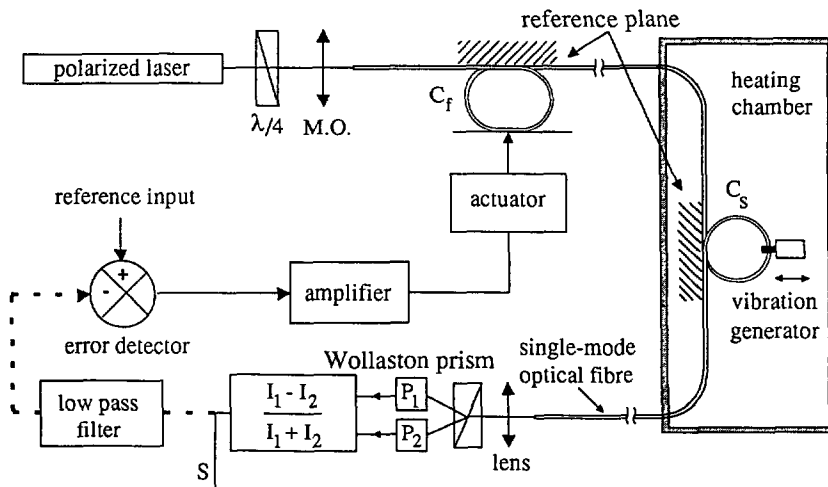 reference plane
polarized laser
λ/4
M.O.
C_f
heating
chamber
actuator
reference input
C_s
+
-
amplifier
vibration
generator
error detector
Wollaston prism
single-mode
optical fibre
low pass
filter
I_1 - I_2
I_1 + I_2
P_1
P_2
lens
S